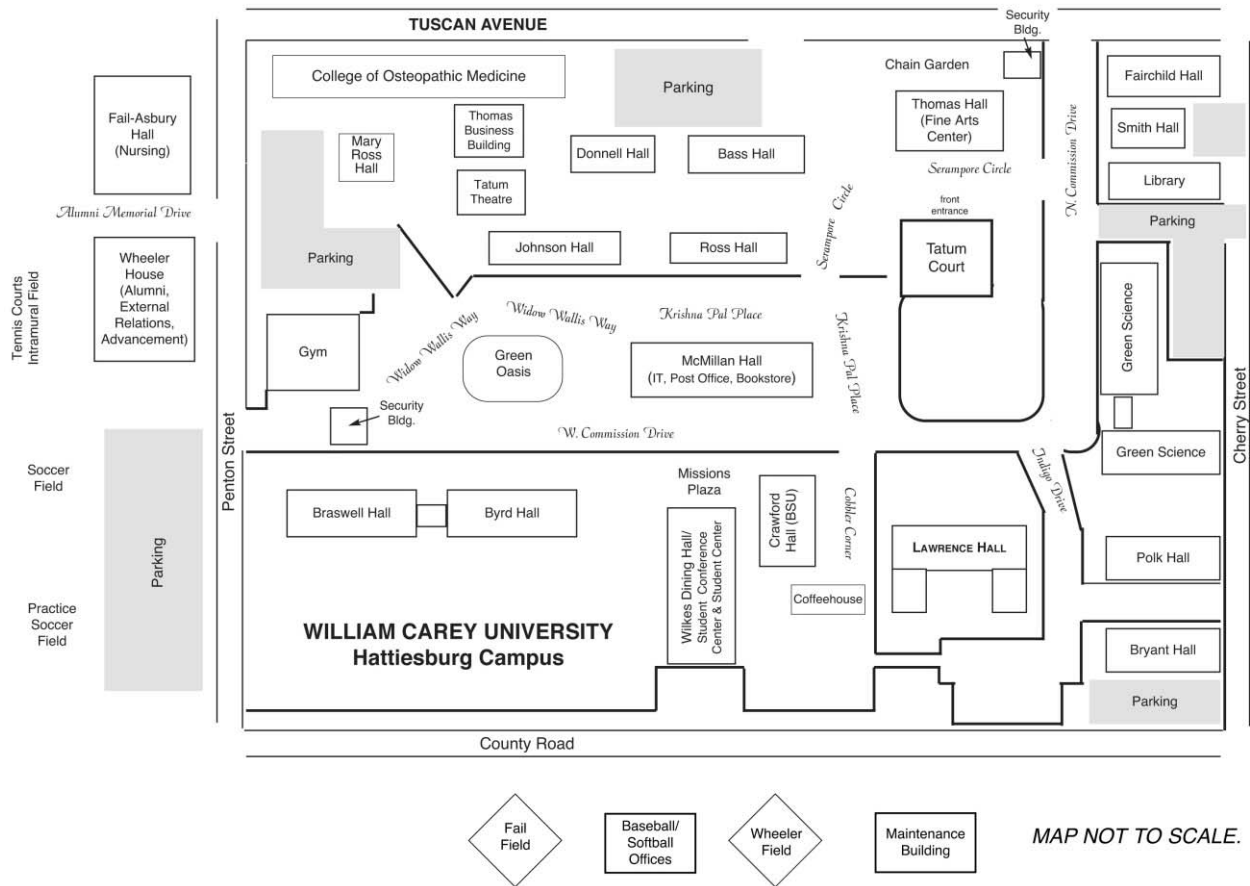 TUSCAN AVENUE
Security
Bldg.
College of Osteopathic Medicine
Parking
Chain Garden
Fairchild Hall
Fail-Asbury
Hall
(Nursing)
Thomas
Business
Building
Thomas Hall
(Fine Arts
Center)
N. Commission Drive
Smith Hall
Mary
Ross
Hall
Donnell Hall
Bass Hall
Serampore Circle
Library
Tatum
Theatre
Alumni Memorial Drive
front
entrance
Parking
Serampore Circle
Tatum
Court
Johnson Hall
Ross Hall
Parking
Wheeler
House
(Alumni,
External
Relations,
Advancement)
Tennis Courts
Intramural Field
Gym
Widow Wallis Way
Widow Wallis Way
Krishna Pal Place
Krishna Pal Place
Green
Oasis
McMillan Hall
(IT, Post Office, Bookstore)
Green Science
Cherry Street
Penton Street
Security
Bldg.
W. Commission Drive
Green Science
Indigo Drive
Soccer
Field
Parking
Practice
Soccer
Field
Braswell Hall
Byrd Hall
Missions
Plaza
Wilkes Dining Hall/
Student Conference
Center & Student Center
Crawford
Hall (BSU)
Cobbler Corner
Coffeehouse
LAWRENCE HALL
Polk Hall
WILLIAM CAREY UNIVERSITY
Hattiesburg Campus
Bryant Hall
Parking
County Road
Fail
Field
Baseball/
Softball
Offices
Wheeler
Field
Maintenance
Building
MAP NOT TO SCALE.